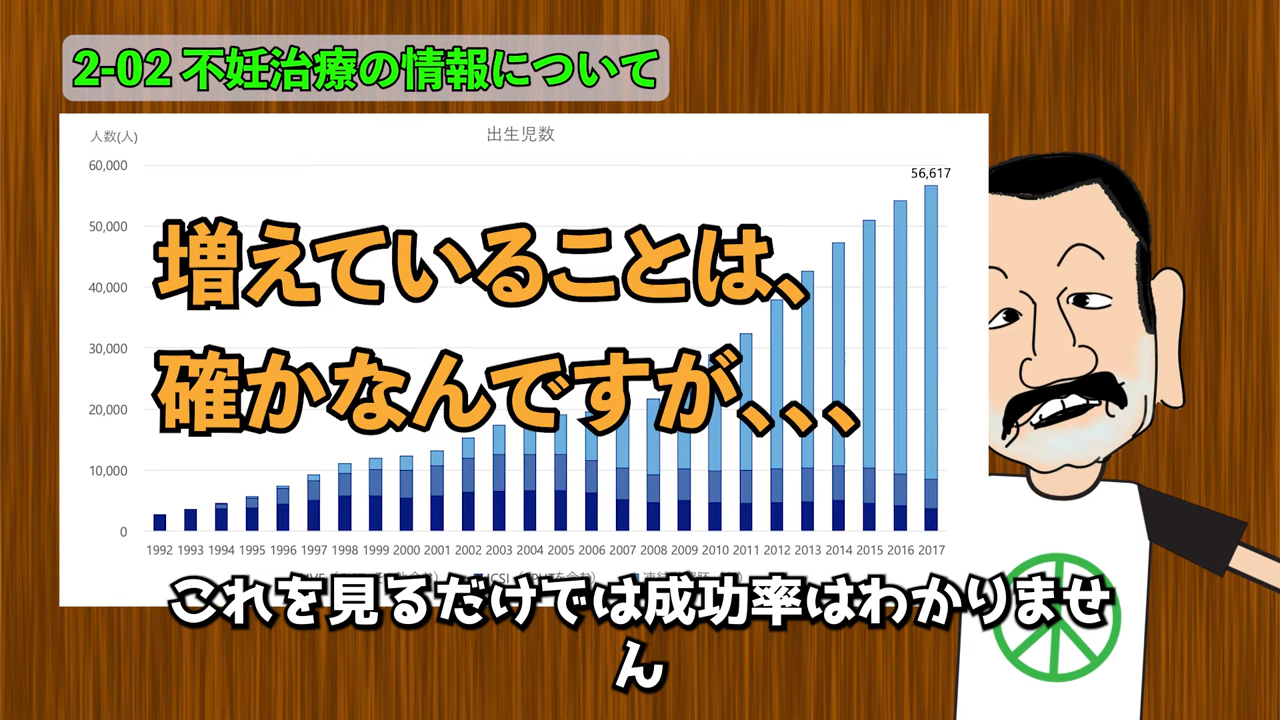 2-02 不妊治療の情報について
人数(人)
出生児数
60,000
56,617
50,000
増えていることは、
40,000
30,000
確かなんですが、、、
20,000
10,000
0
1992 1993 1994 1995 1996 1997 1998 1999 2000 2001 2002 2003 2004 2005 2006 2007 2008 2009 2010 2011 2012 2013 2014 2015 2016 2017
これを見るだけでは成功率はわかりませ
ん